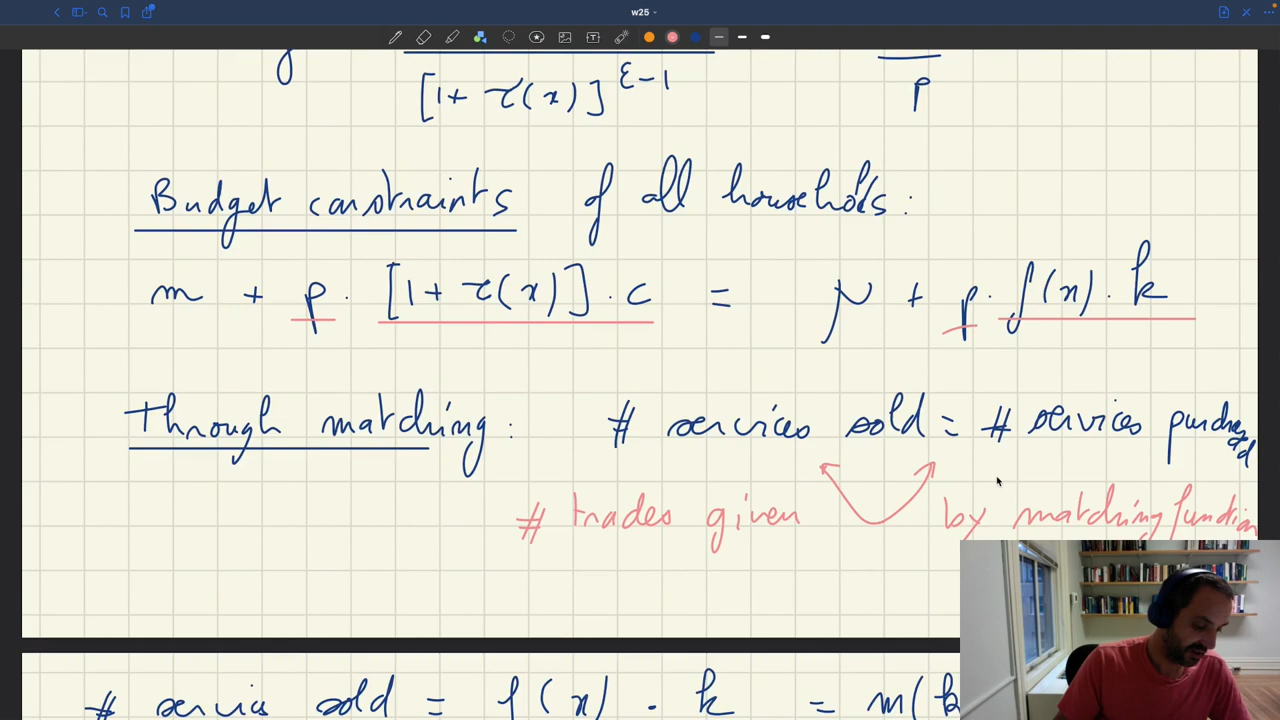 w25
y [1 + τ(x)]^{ε-1} p
Budget constraints of all households:
m + p · [1 + τ(x)] · c = μ + p · f(x) · k
Through matching: # services sold = # services purchased
# trades given by matching function
# servics sold = f(x) · k = m(k